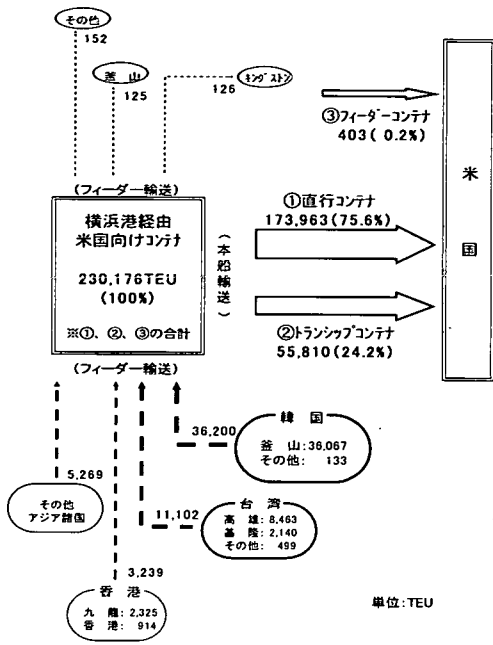 その他
152
釜山
125
キングストン
126
③フィーダーコンテナ
403( 0.2%)
米
国
(フィーダー輸送)
横浜港経由
米国向けコンテナ
230,176TEU
(100%)
※①、②、③の合計
(本船輸送)
①直行コンテナ
173,963(75.6%)
②トランシップコンテナ
55,810(24.2%)
(フィーダー輸送)
36,200
韓 国
釜 山:36,067
その他: 133
5,269
その他
アジア諸国
11,102
台 湾
高 雄: 8,463
基 隆: 2,140
その他: 499
3,239
香 港
九 龍: 2,325
香 港: 914
単位:TEU